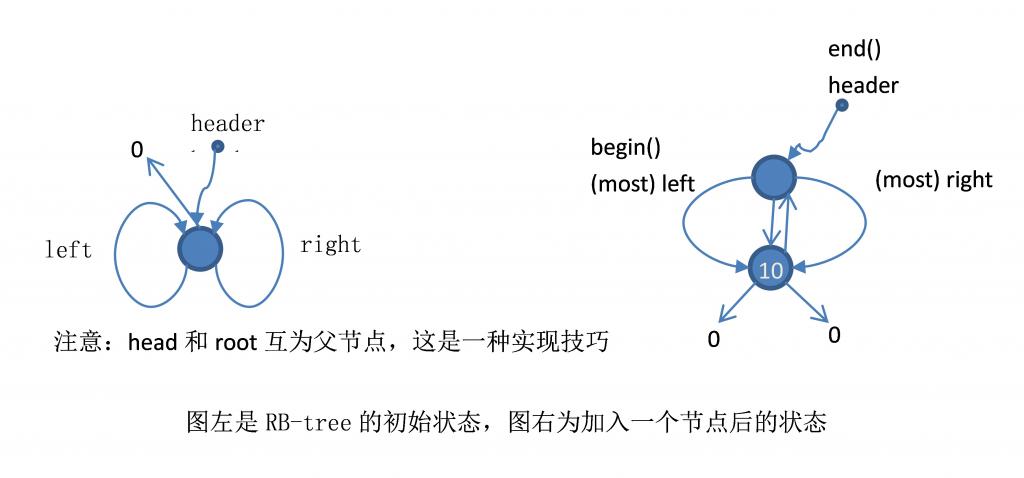 header
0
left
right
end()
header
begin()
(most) left
(most) right
10
0
0
注意：head 和 root 互为父节点，这是一种实现技巧
图左是 RB-tree 的初始状态，图右为加入一个节点后的状态